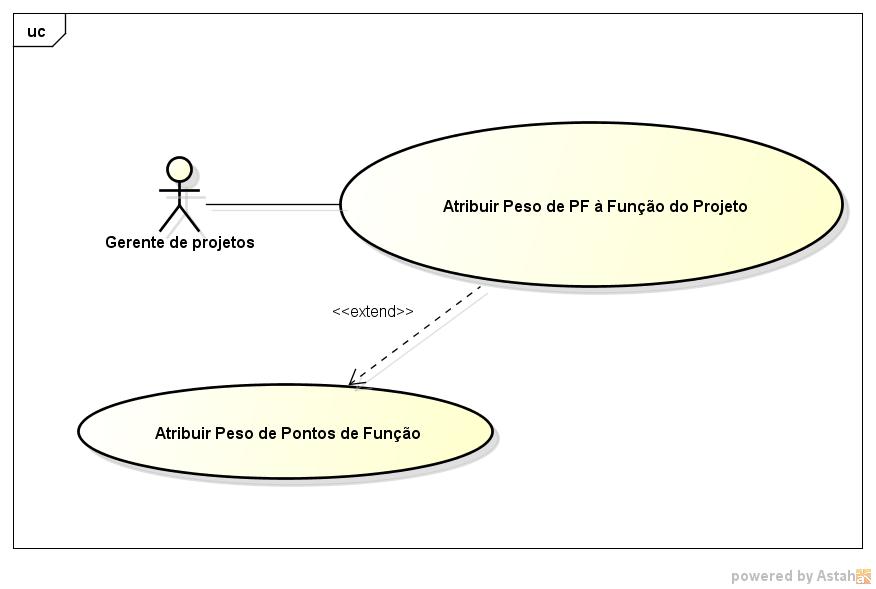 uc
Atribuir Peso de PF à Função do Projeto
Gerente de projetos
<<extend>>
Atribuir Peso de Pontos de Função
powered by Astah